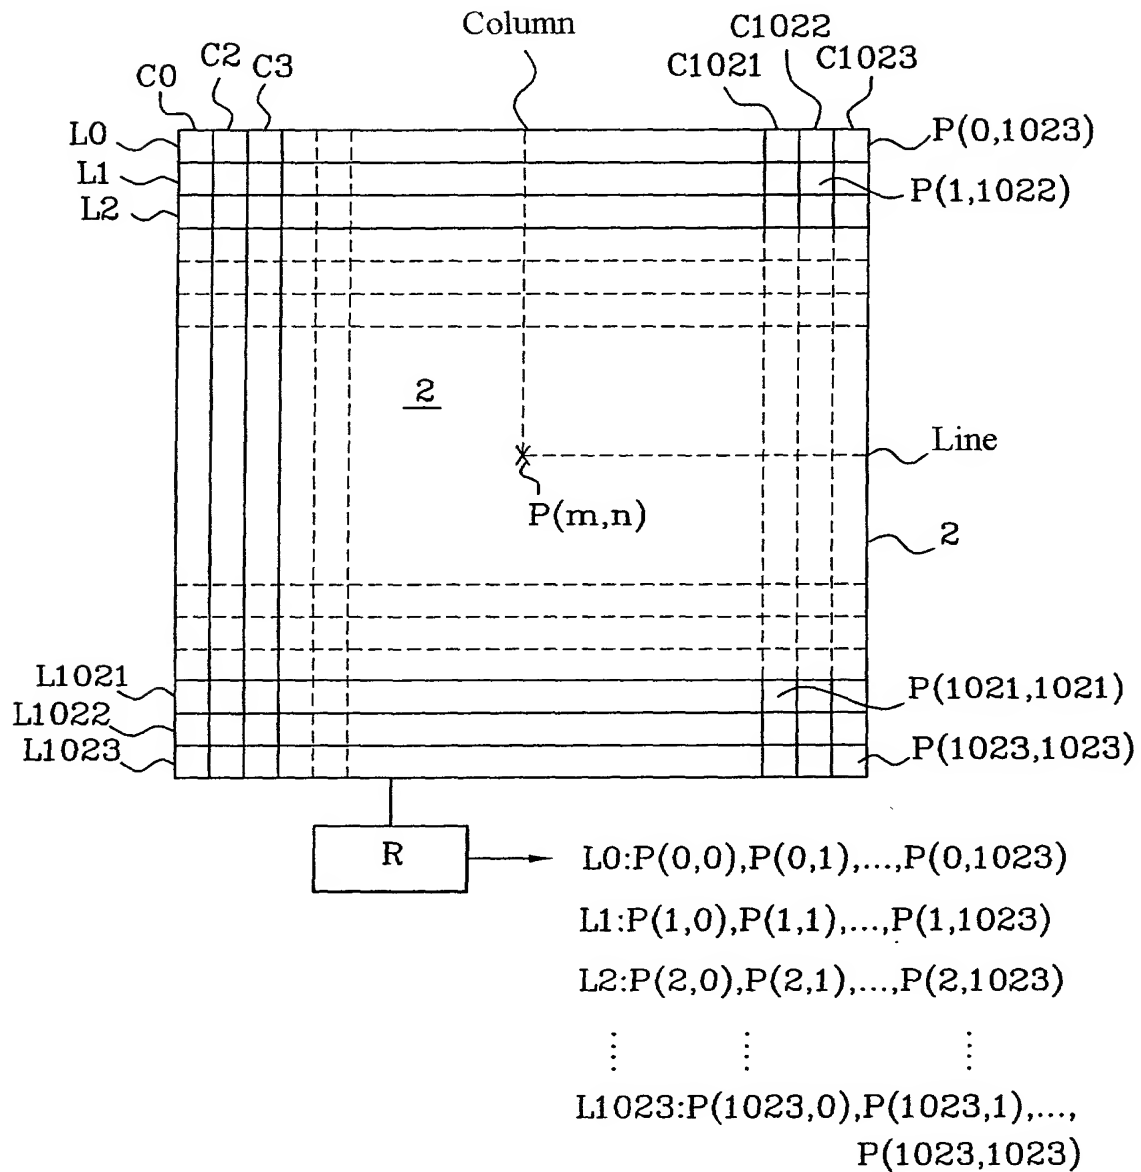 Column
C0
C2
C3
C1021
C1022
C1023
L0
L1
L2
P(0,1023)
P(1,1022)
2
Line
P(m,n)
2
L1021
L1022
L1023
P(1021,1021)
P(1023,1023)
R
L0:P(0,0),P(0,1),...,P(0,1023)
L1:P(1,0),P(1,1),...,P(1,1023)
L2:P(2,0),P(2,1),...,P(2,1023)
L1023:P(1023,0),P(1023,1),...,
P(1023,1023)